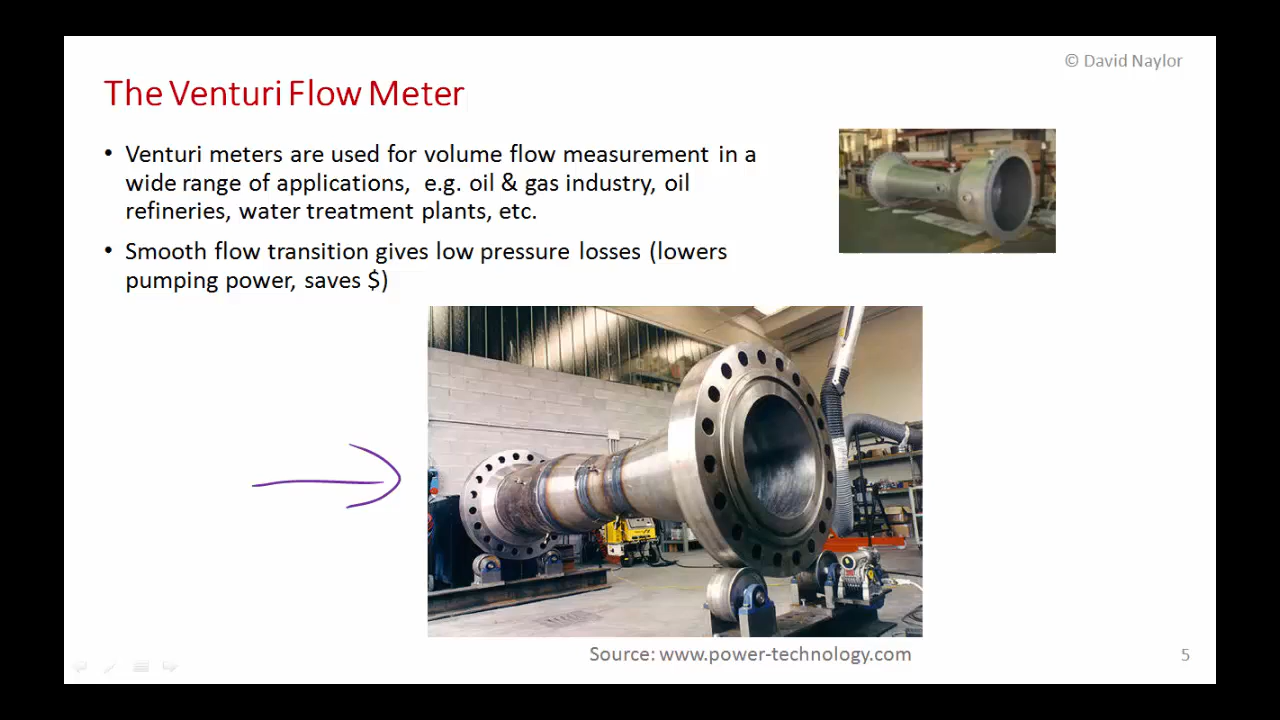 © David Naylor
The Venturi Flow Meter
• Venturi meters are used for volume flow measurement in a
wide range of applications, e.g. oil & gas industry, oil
refineries, water treatment plants, etc.
• Smooth flow transition gives low pressure losses (lowers
pumping power, saves $)
Source: www.power-technology.com
5